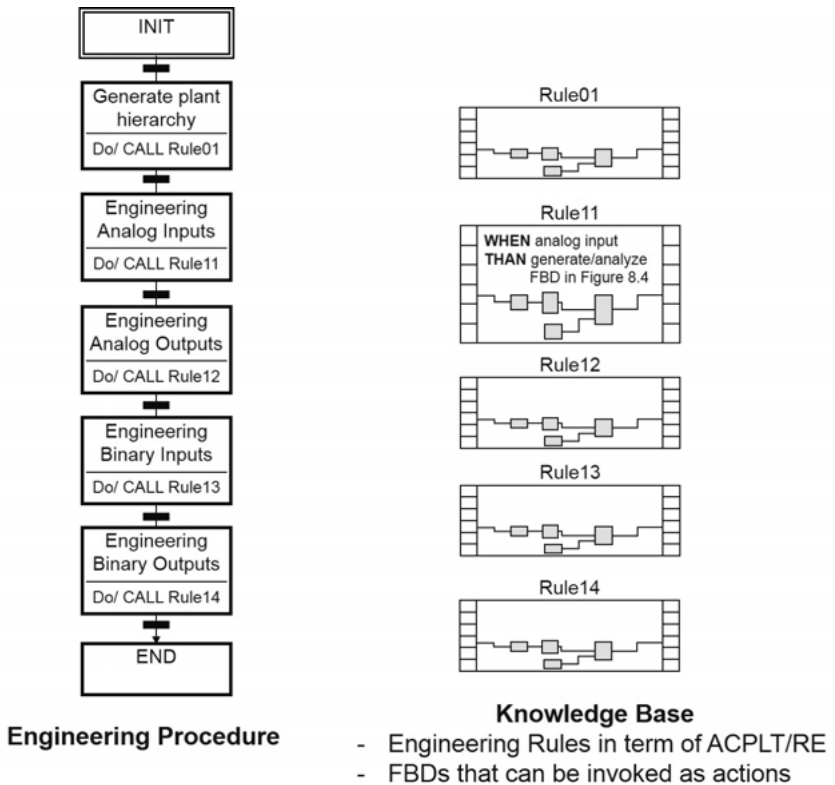 INIT
Generate plant
hierarchy
Do/ CALL Rule01
Engineering
Analog Inputs
Do/ CALL Rule11
Engineering
Analog Outputs
Do/ CALL Rule12
Engineering
Binary Inputs
Do/ CALL Rule13
Engineering
Binary Outputs
Do/ CALL Rule14
END
Engineering Procedure
Rule01
Rule11
WHEN analog input
THAN generate/analyze
FBD in Figure 8.4
Rule12
Rule13
Rule14
Knowledge Base
- Engineering Rules in term of ACPLT/RE
- FBDs that can be invoked as actions